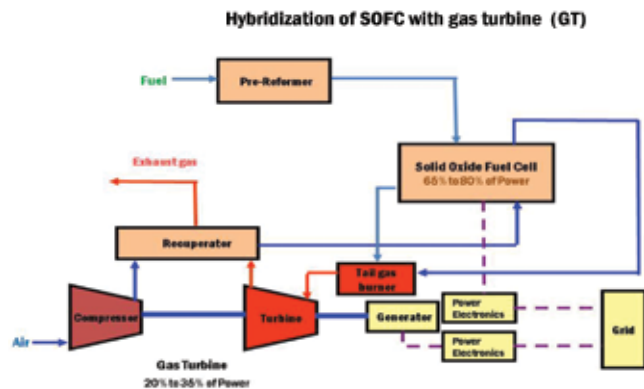 Hybridization of SOFC with gas turbine (GT)
Fuel
Pre-Reformer
Exhaust gas
Solid Oxide Fuel Cell
65% to 80% of Power
Recuperator
Tail gas
burner
Compressor
Turbine
Generator
Power
Electronics
Power
Electronics
Grid
Air
Gas Turbine
20% to 35% of Power